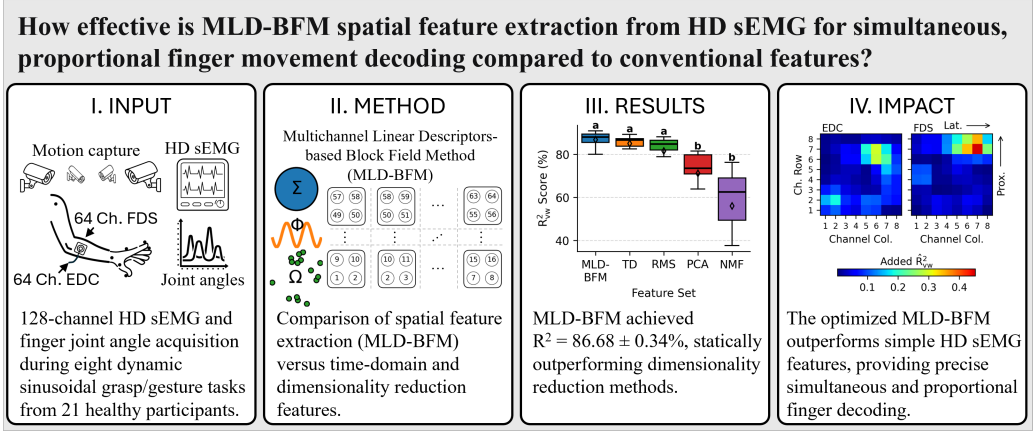 How effective is MLD-BFM spatial feature extraction from HD sEMG for simultaneous,
proportional finger movement decoding compared to conventional features?
I. INPUT
Motion capture
HD sEMG
64 Ch. FDS
64 Ch. EDC
Joint angles
128-channel HD sEMG and
finger joint angle acquisition
during eight dynamic
sinusoidal grasp/gesture tasks
from 21 healthy participants.
II. METHOD
Multichannel Linear Descriptors-
based Block Field Method
(MLD-BFM)
Σ
Φ
Ω
57 58 58 59 ... 63 64
49 50 50 51 55 56
⋮ ⋮ ⋰ ⋮
9 10 10 11 ... 15 16
1 2 2 3 7 8
Comparison of spatial feature
extraction (MLD-BFM)
versus time-domain and
dimensionality reduction
features.
III. RESULTS
a a a b b
R²vw Score (%)
80
60
40
MLD-BFM TD RMS PCA NMF
Feature Set
MLD-BFM achieved
R² = 86.68 ± 0.34%, statically
outperforming dimensionality
reduction methods.
IV. IMPACT
EDC FDS Lat.
Ch. Row
8
7
6
5
4
3
2
1
Prox.
1 2 3 4 5 6 7 8 1 2 3 4 5 6 7 8
Channel Col. Channel Col.
Added R̂²vw
0.1 0.2 0.3 0.4
The optimized MLD-BFM
outperforms simple HD sEMG
features, providing precise
simultaneous and proportional
finger decoding.